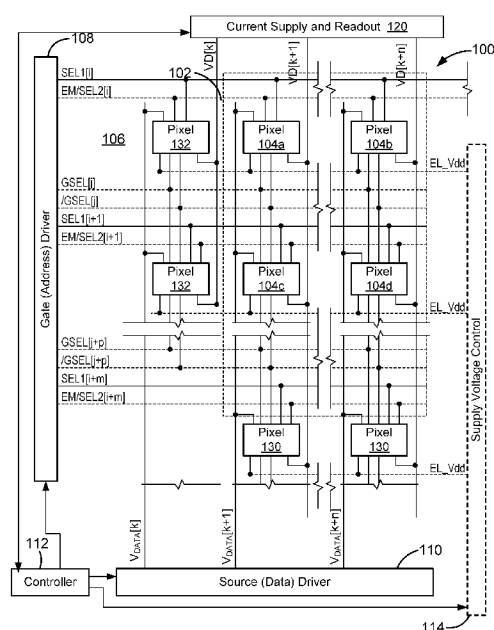 Current Supply and Readout 120
108
100
VD[k]
VD[k+1]
VD[k+n]
SEL1[i]
102
EM/SEL2[i]
106
Pixel
132
Pixel
104a
Pixel
104b
EL_Vdd
GSEL[j]
/GSEL[j]
SEL1[i+1]
EM/SEL2[i+1]
Gate (Address) Driver
Pixel
132
Pixel
104c
Pixel
104d
EL_Vdd
Supply Voltage Control
GSEL[j+p]
/GSEL[j+p]
SEL1[i+m]
EM/SEL2[i+m]
Pixel
130
Pixel
130
EL_Vdd
VDATA[k]
VDATA[k+1]
VDATA[k+n]
112
110
Controller
Source (Data) Driver
114